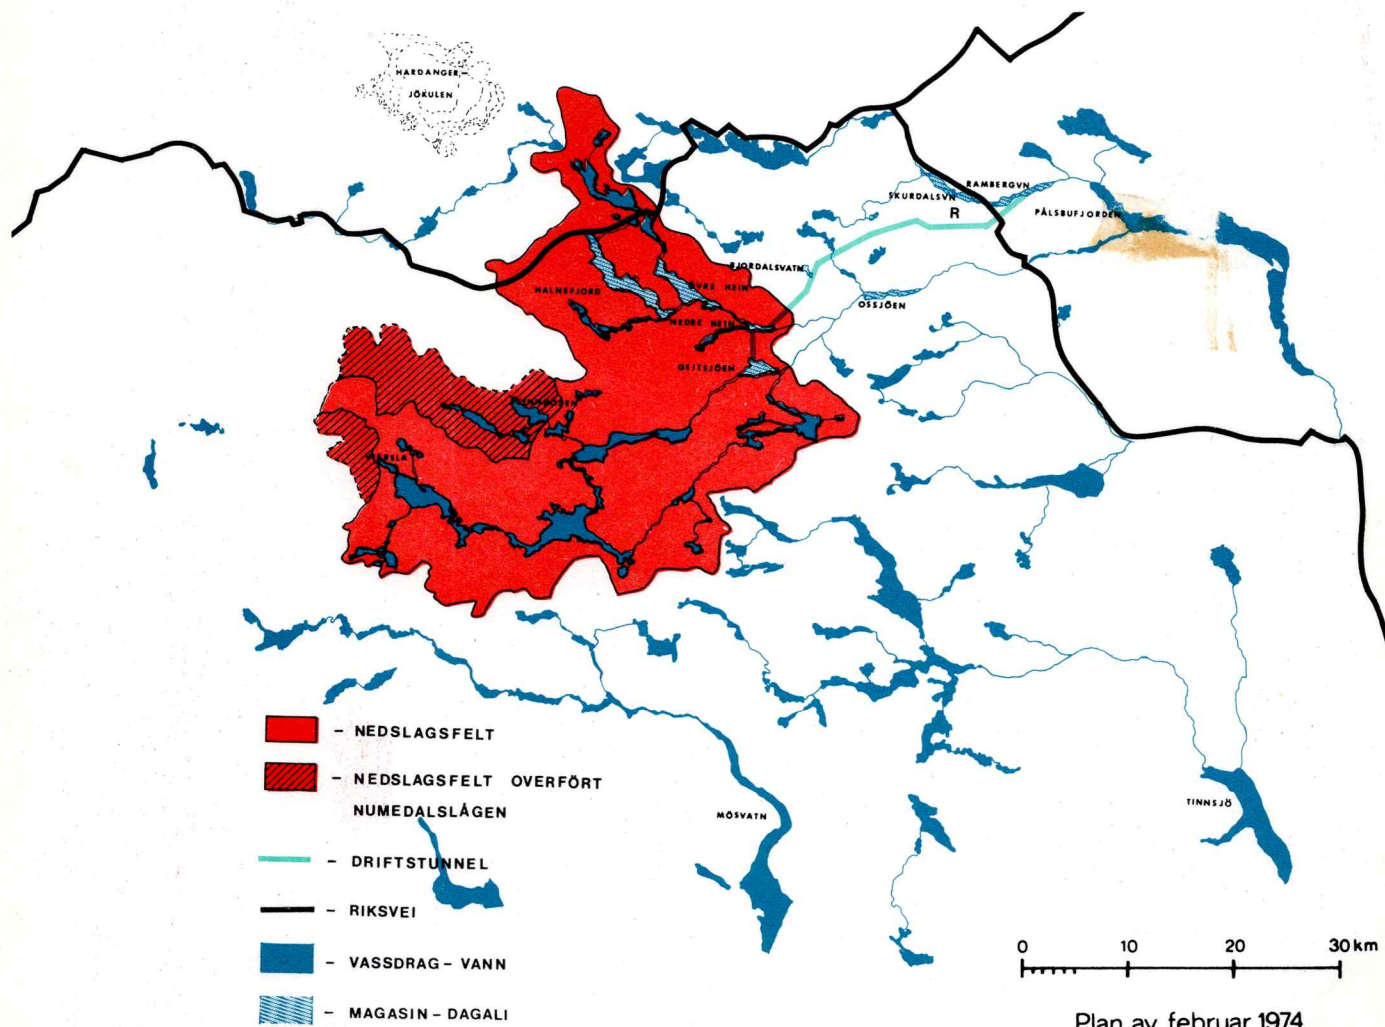 HARDANGER,-
JÖKULEN
SKURDALSVN
RAMBERGVN
R
PÅLSBUFJORDEN
BJORDALSVATN
HALNEFJORD
ÖVRE HEIN
OSSJÖEN
NEDRE HEIN
GEITSJÖEN
- NEDSLAGSFELT
- NEDSLAGSFELT OVERFÖRT
NUMEDALSLÅGEN
MÖSVATN
TINNSJÖ
- DRIFTSTUNNEL
- RIKSVEI
- VASSDRAG - VANN
- MAGASIN - DAGALI
0 10 20 30 km
Plan av februar 1974